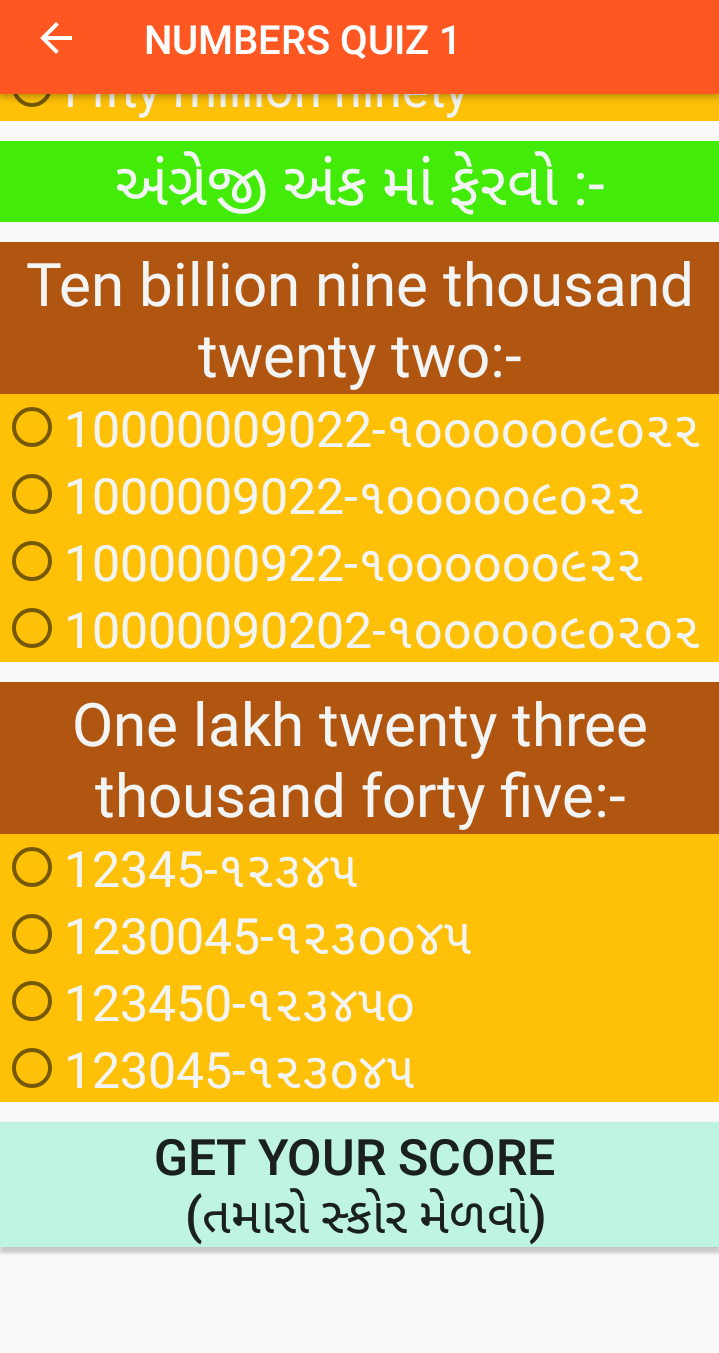 Fifty million ninety
NUMBERS QUIZ 1
અંગ્રેજી અંક માં ફેરવો :-
Ten billion nine thousand
twenty two:-
10000009022-૧૦૦૦૦૦૦૯૦૨૨
1000009022-૧૦૦૦૦૦૯૦૨૨
1000000922-૧૦૦૦૦૦૦૯૨૨
10000090202-૧૦૦૦૦૦૯૦૨૦૨
One lakh twenty three
thousand forty five:-
12345-૧૨૩૪૫
1230045-૧૨૩૦૦૪૫
123450-૧૨૩૪૫૦
123045-૧૨૩૦૪૫
GET YOUR SCORE
(તમારો સ્કોર મેળવો)